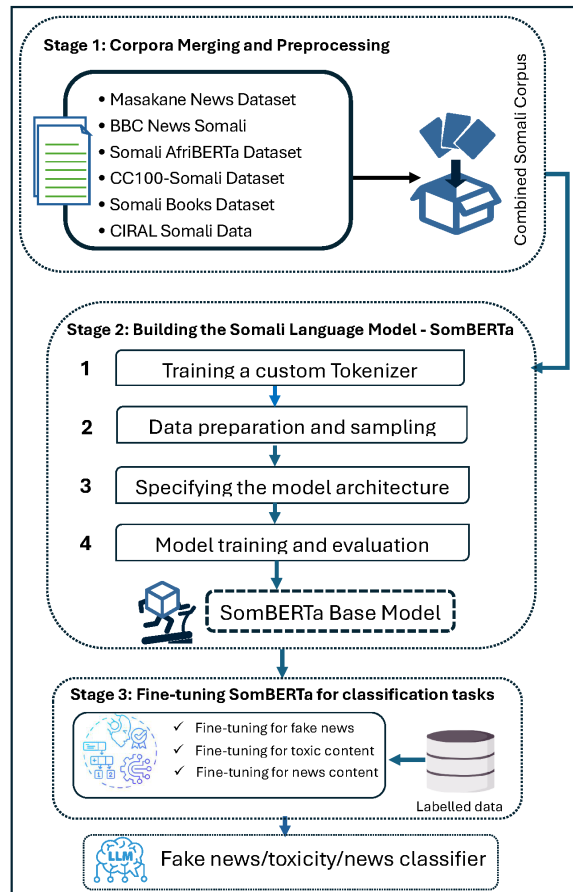 Stage 1: Corpora Merging and Preprocessing
• Masakane News Dataset
• BBC News Somali
• Somali AfriBERTa Dataset
• CC100-Somali Dataset
• Somali Books Dataset
• CIRAL Somali Data
Combined Somali Corpus
Stage 2: Building the Somali Language Model - SomBERTa
1 Training a custom Tokenizer
2 Data preparation and sampling
3 Specifying the model architecture
4 Model training and evaluation
SomBERTa Base Model
Stage 3: Fine-tuning SomBERTa for classification tasks
✓ Fine-tuning for fake news
✓ Fine-tuning for toxic content
✓ Fine-tuning for news content
1 2
Labelled data
LLM
Fake news/toxicity/news classifier